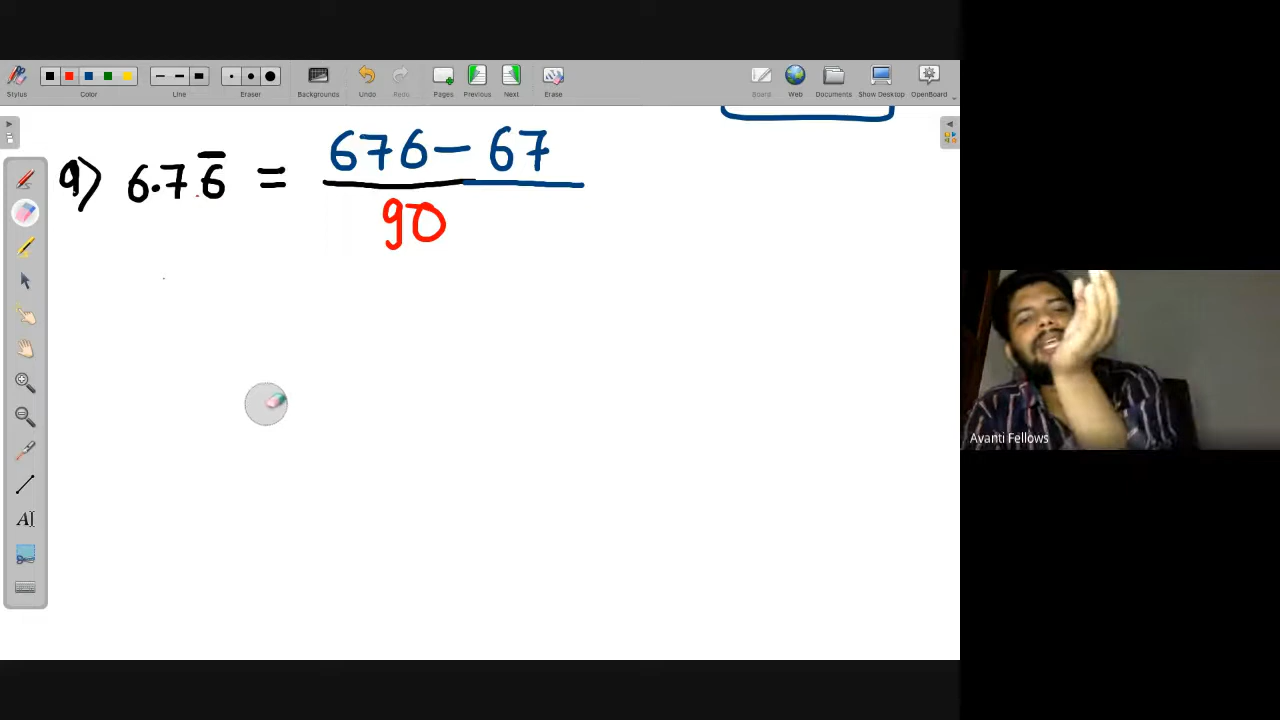 Stylus
Color
Line
Eraser
Backgrounds
Undo
Redo
Pages
Previous
Next
Erase
Board
Web
Documents
Show Desktop
OpenBoard
9) 6.76̅ = 676 - 67
90
A
Avanti Fellows